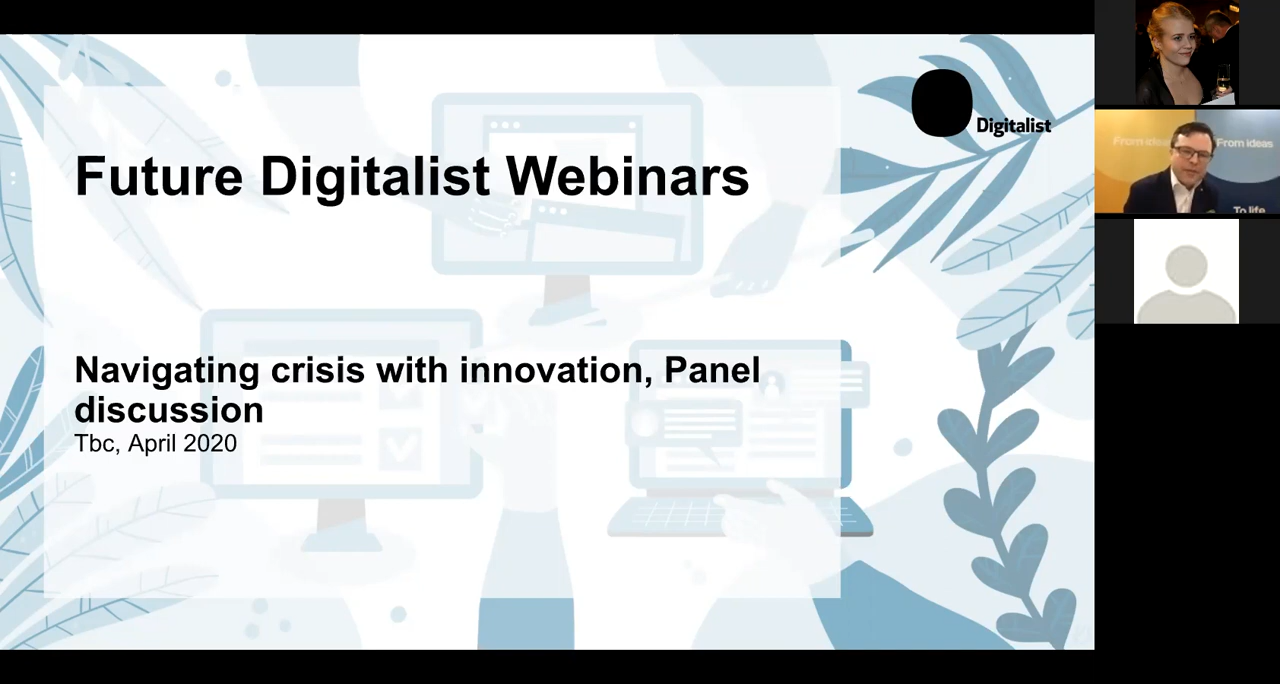 Future Digitalist Webinars
Digitalist
Navigating crisis with innovation, Panel
discussion
Tbc, April 2020
From ideas
From ideas
To life